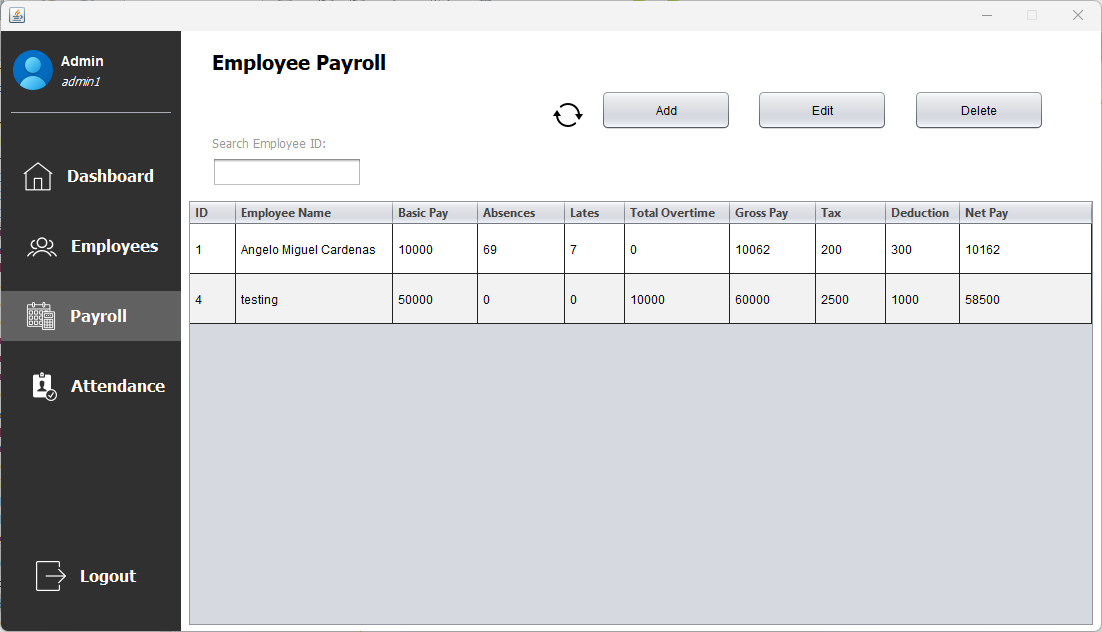 Admin
admin1
Dashboard
Employees
Payroll
Attendance
Logout
Employee Payroll
Add Edit Delete
Search Employee ID:
ID Employee Name Basic Pay Absences Lates Total Overtime Gross Pay Tax Deduction Net Pay
1 Angelo Miguel Cardenas 10000 69 7 0 10062 200 300 10162
4 testing 50000 0 0 10000 60000 2500 1000 58500